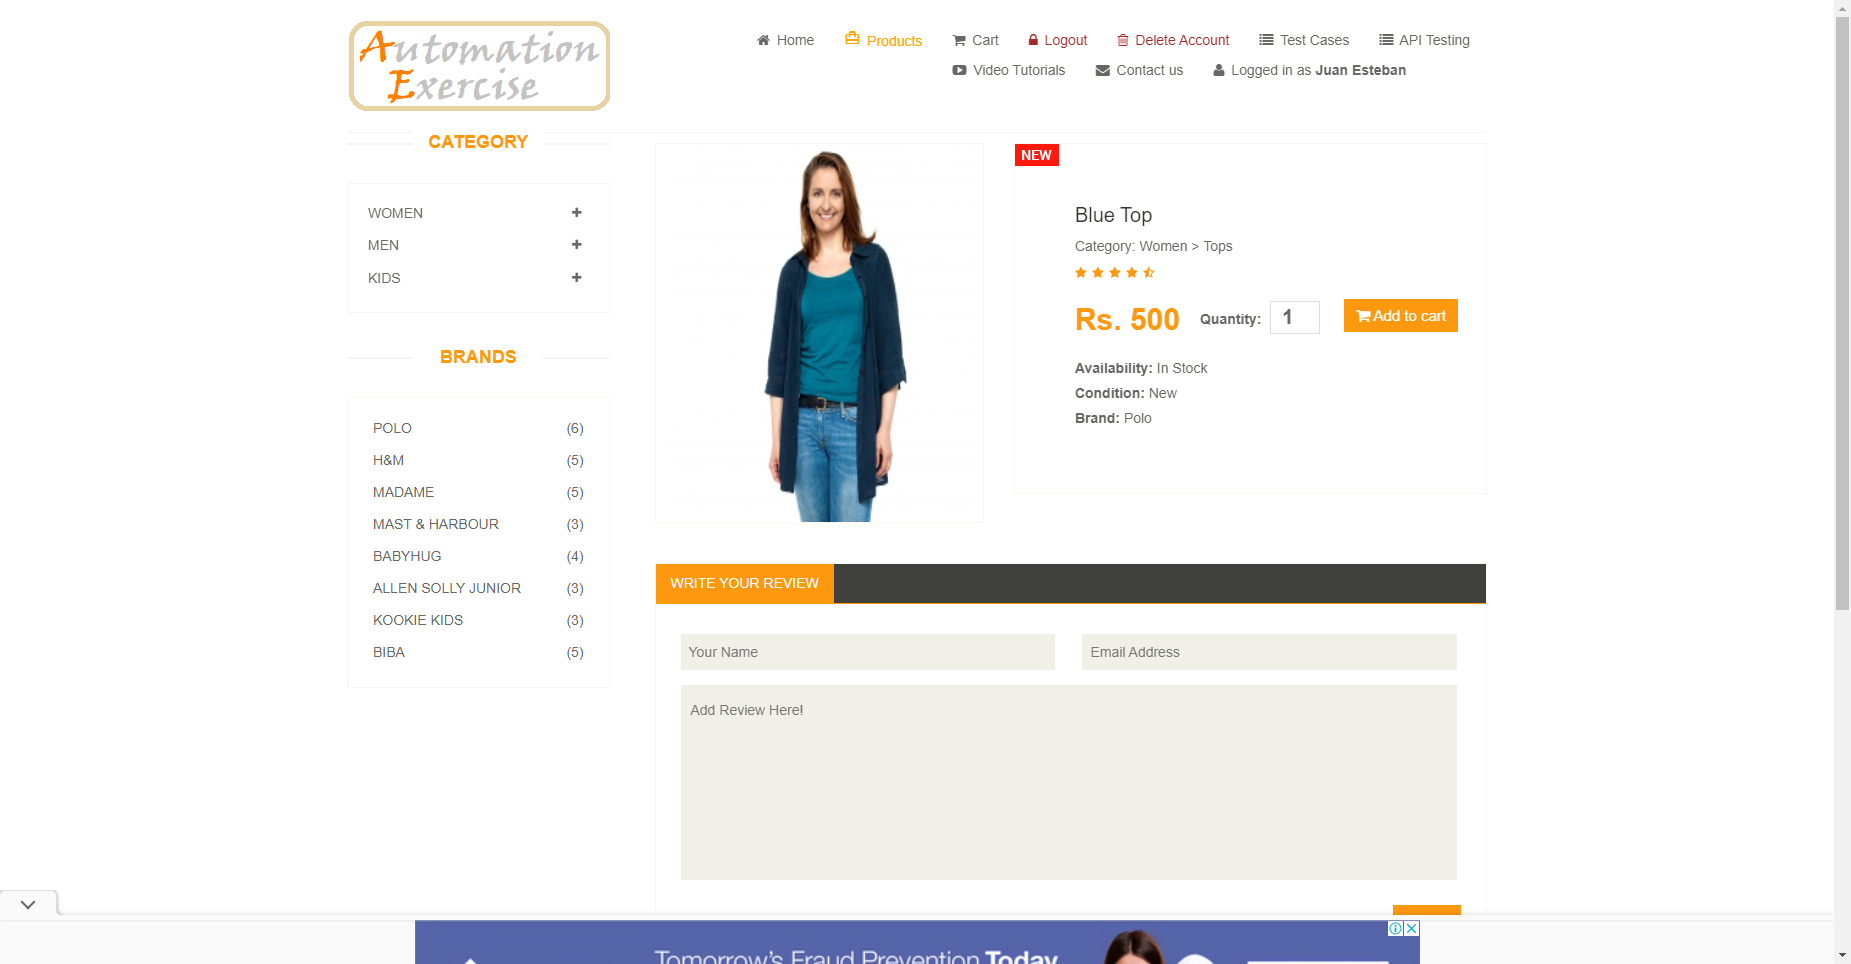 Automation
Exercise
Home
Products
Cart
Logout
Delete Account
Test Cases
API Testing
Video Tutorials
Contact us
Logged in as Juan Esteban
CATEGORY
WOMEN
MEN
KIDS
BRANDS
POLO (6)
H&M (5)
MADAME (5)
MAST & HARBOUR (3)
BABYHUG (4)
ALLEN SOLLY JUNIOR (3)
KOOKIE KIDS (3)
BIBA (5)
NEW
Blue Top
Category: Women > Tops
Rs. 500
Quantity: 1
Add to cart
Availability: In Stock
Condition: New
Brand: Polo
WRITE YOUR REVIEW
Your Name
Email Address
Add Review Here!
Tomorrow's Fraud Prevention Today